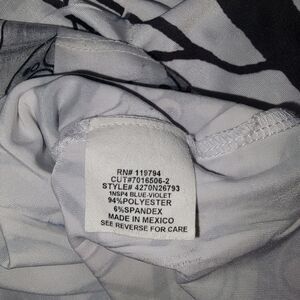 RN# 119794
CUT#7016506-2
STYLE# 4270N26793
1NSP4 BLUE-VIOLET
94%POLYESTER
6%SPANDEX
MADE IN MEXICO
SEE REVERSE FOR CARE